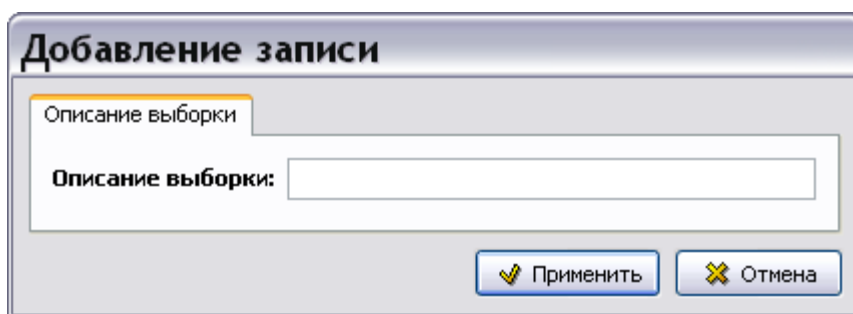 Добавление записи
Описание выборки
Описание выборки:
Применить Отмена